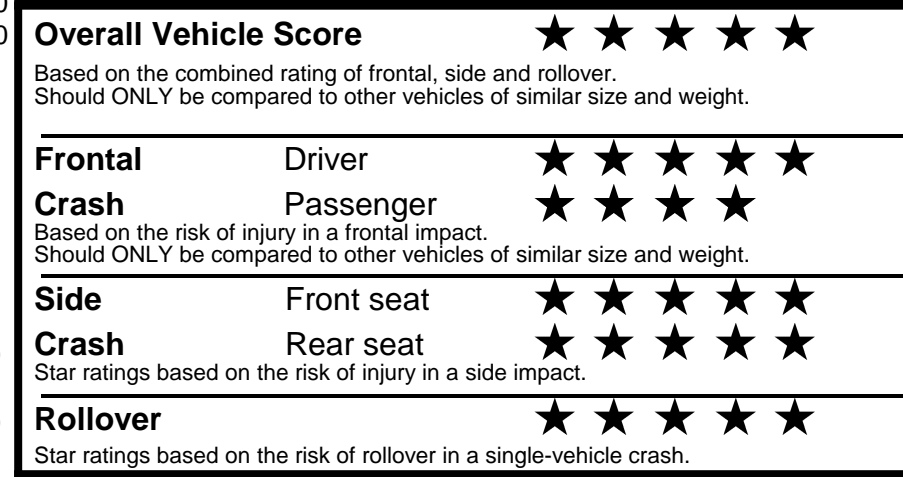 Overall Vehicle Score ★ ★ ★ ★ ★
Based on the combined rating of frontal, side and rollover.
Should ONLY be compared to other vehicles of similar size and weight.
Frontal Driver ★ ★ ★ ★ ★
Crash Passenger ★ ★ ★ ★
Based on the risk of injury in a frontal impact.
Should ONLY be compared to other vehicles of similar size and weight.
Side Front seat ★ ★ ★ ★ ★
Crash Rear seat ★ ★ ★ ★ ★
Star ratings based on the risk of injury in a side impact.
Rollover ★ ★ ★ ★ ★
Star ratings based on the risk of rollover in a single-vehicle crash.